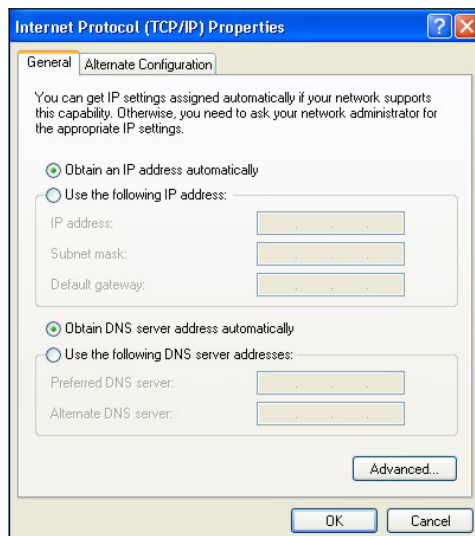 Internet Protocol (TCP/IP) Properties
General
Alternate Configuration
You can get IP settings assigned automatically if your network supports
this capability. Otherwise, you need to ask your network administrator for
the appropriate IP settings.
Obtain an IP address automatically
Use the following IP address:
IP address:
Subnet mask:
Default gateway:
Obtain DNS server address automatically
Use the following DNS server addresses:
Preferred DNS server:
Alternate DNS server:
Advanced...
OK
Cancel